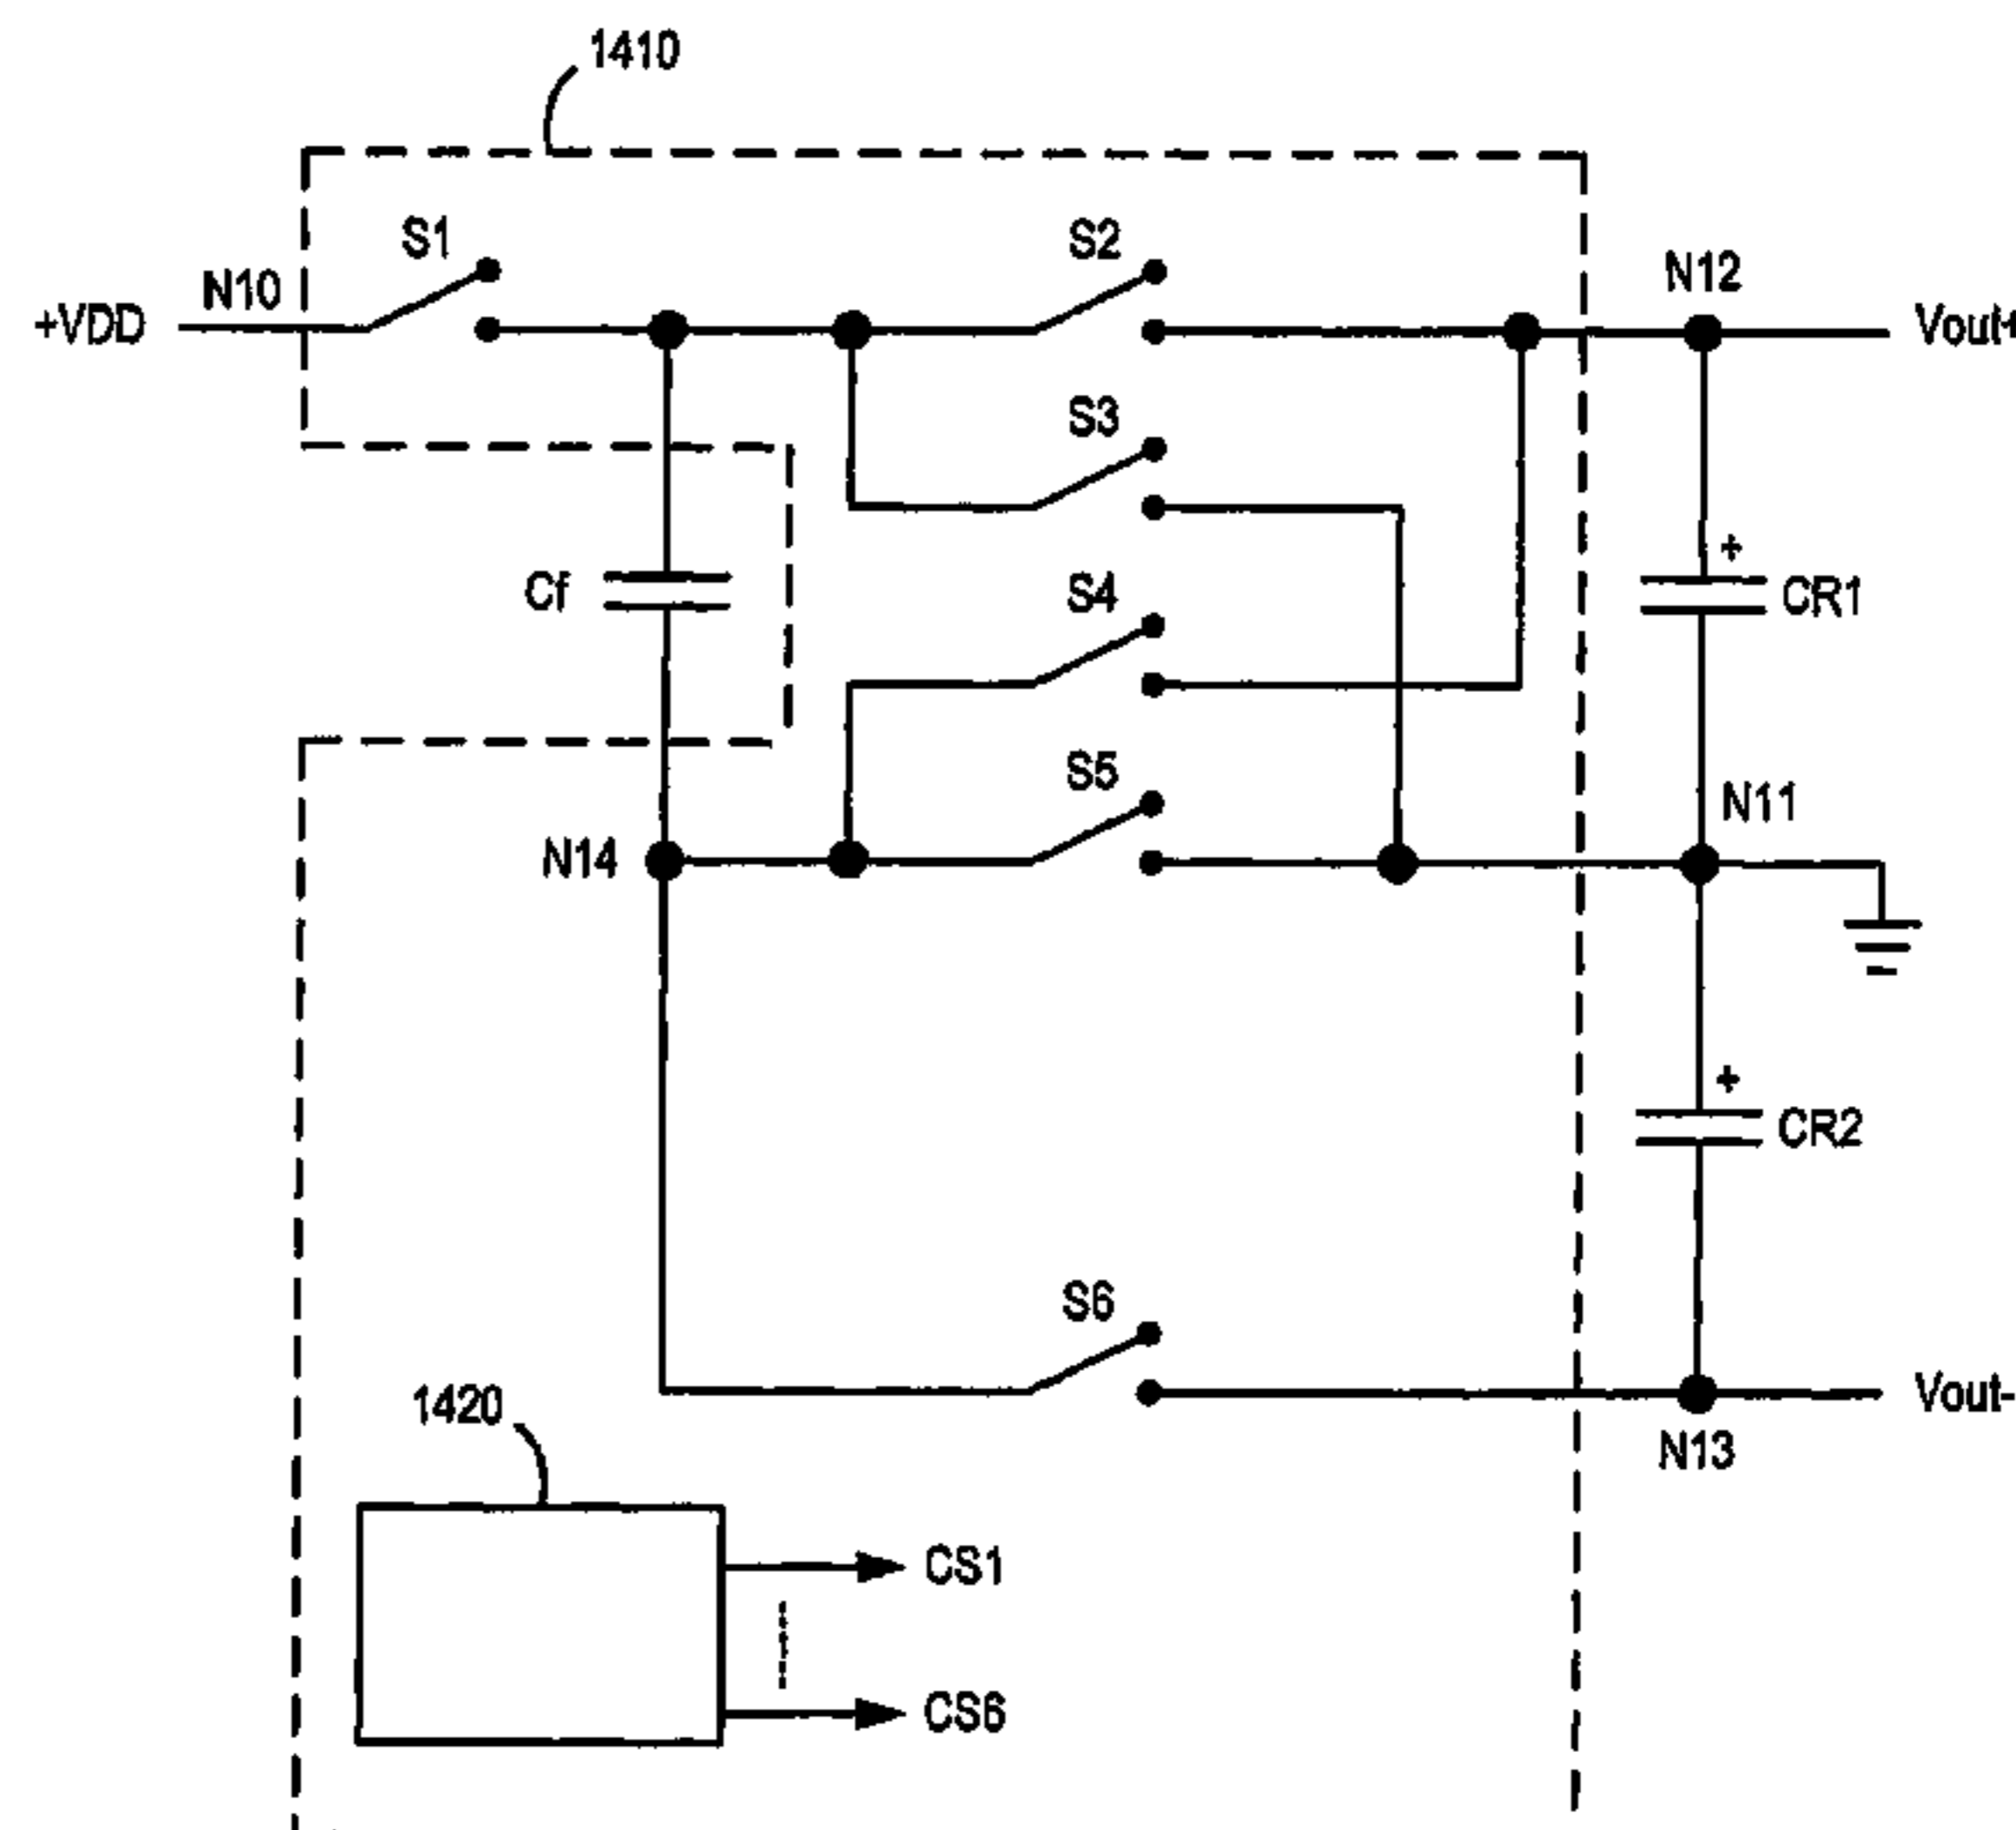 1410
S1
S2
N10
N12
+VDD
Vout+
S3
+
Cf
S4
CR1
S5
N11
N14
+
CR2
S6
1420
Vout-
N13
CS1
CS6